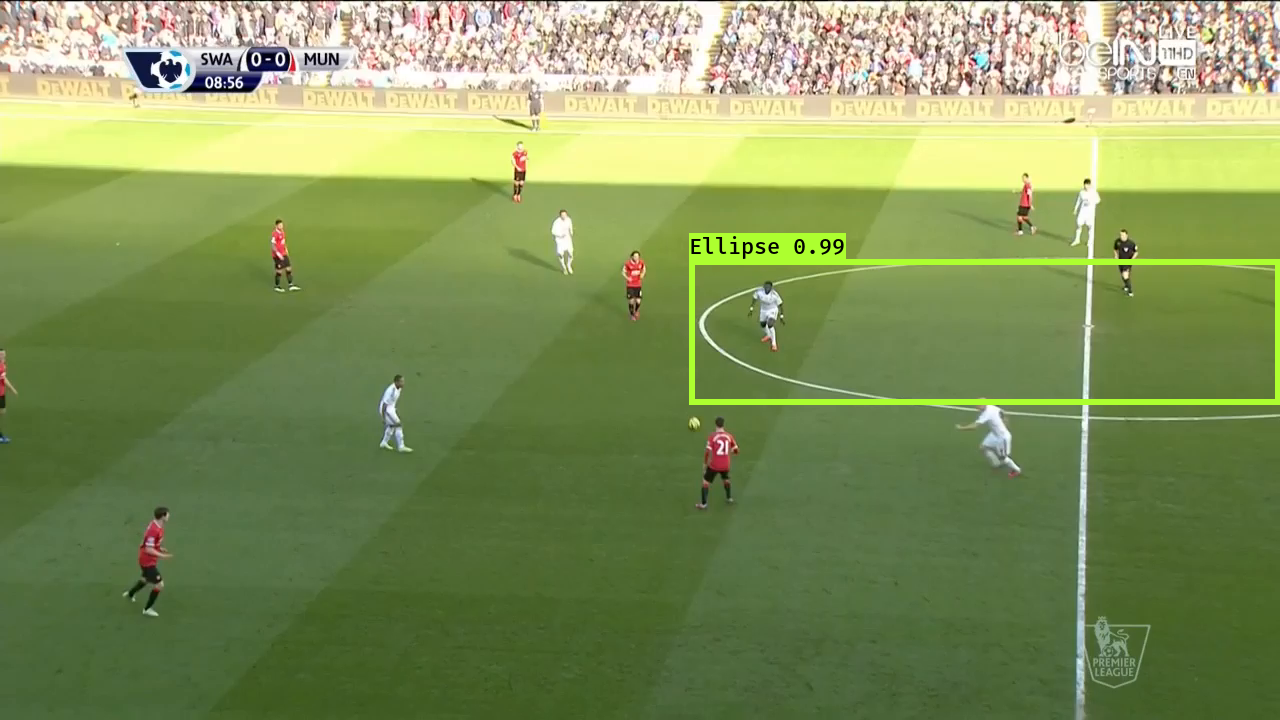 SWA 0-0 MUN
08:56
LIVE
beIN 11HD
SPORTS CN
DEWALT DEWALT DEWALT DEWALT DEWALT DEWALT DEWALT DEWALT DEWALT DEWALT DEWALT DEWALT DEWALT
Ellipse 0.99
21
PREMIER
LEAGUE